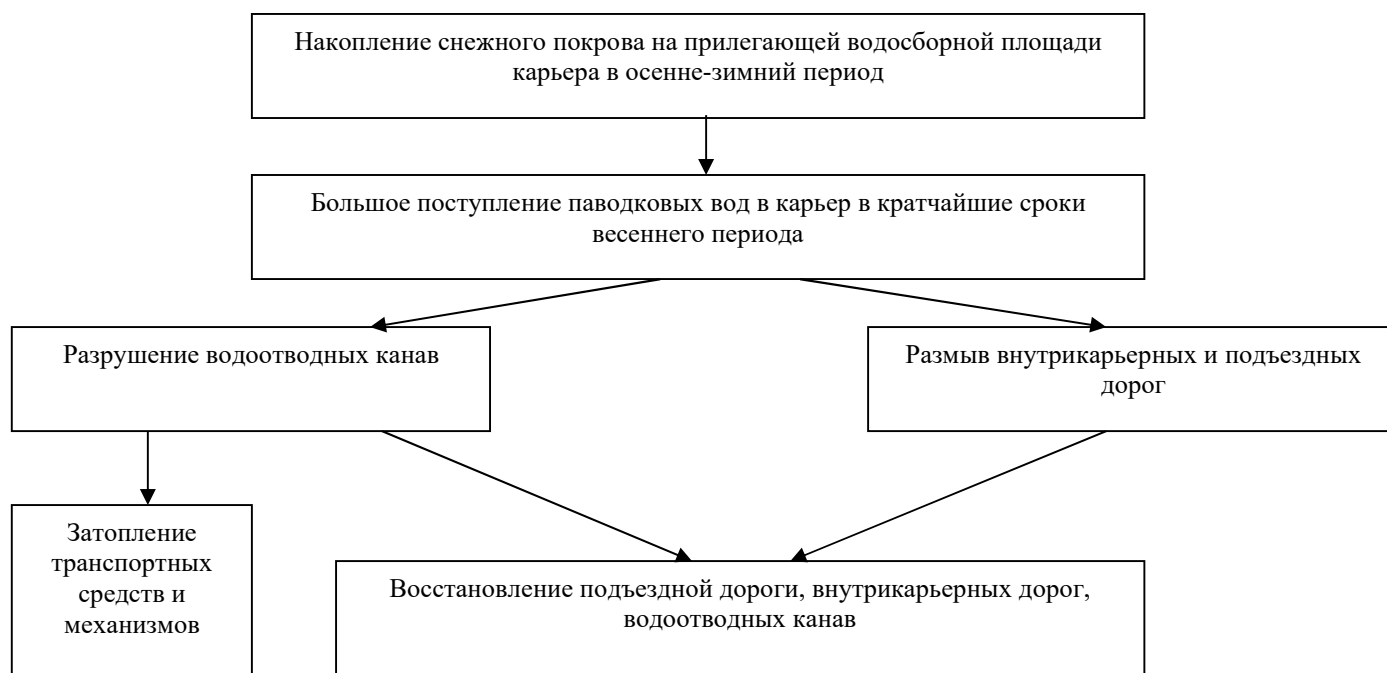 Накопление снежного покрова на прилегающей водосборной площади
карьера в осенне-зимний период
Большое поступление паводковых вод в карьер в кратчайшие сроки
весеннего периода
Разрушение водоотводных канав
Размыв внутрикарьерных и подъездных
дорог
Затопление
транспортных
средств и
механизмов
Восстановление подъездной дороги, внутрикарьерных дорог,
водоотводных канав